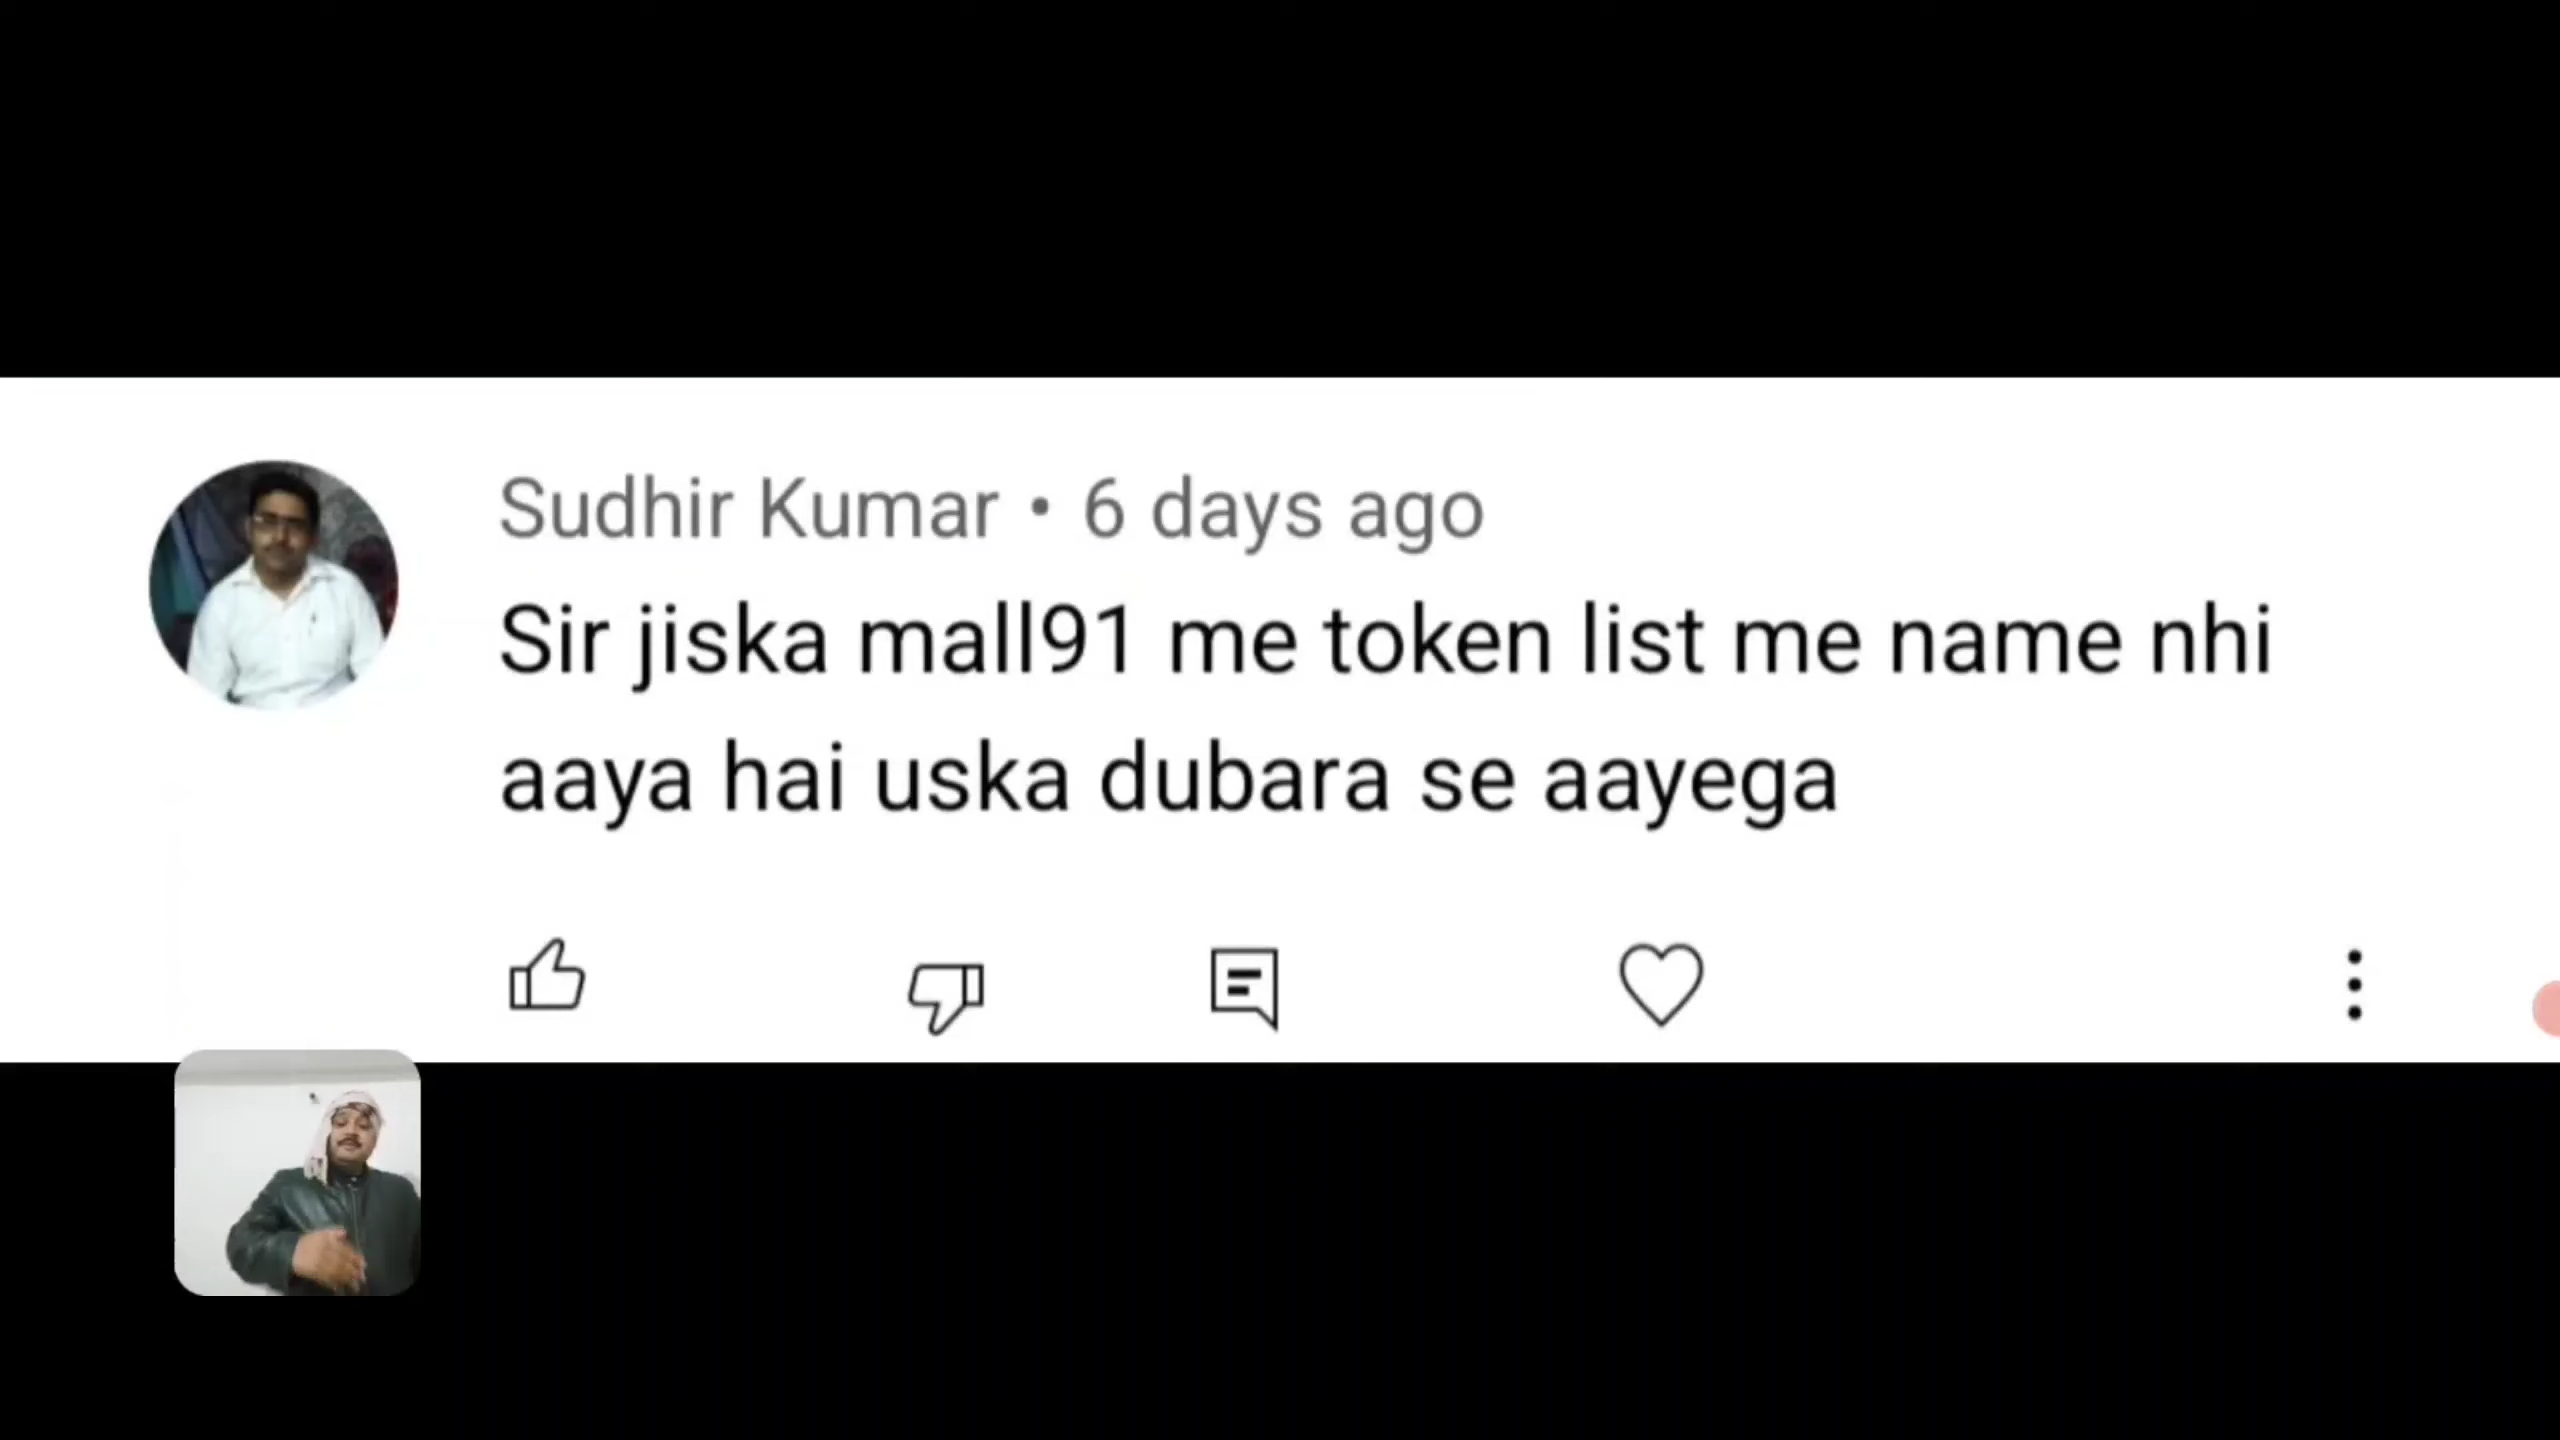 Sudhir Kumar • 6 days ago
Sir jiska mall91 me token list me name nhi
aaya hai uska dubara se aayega